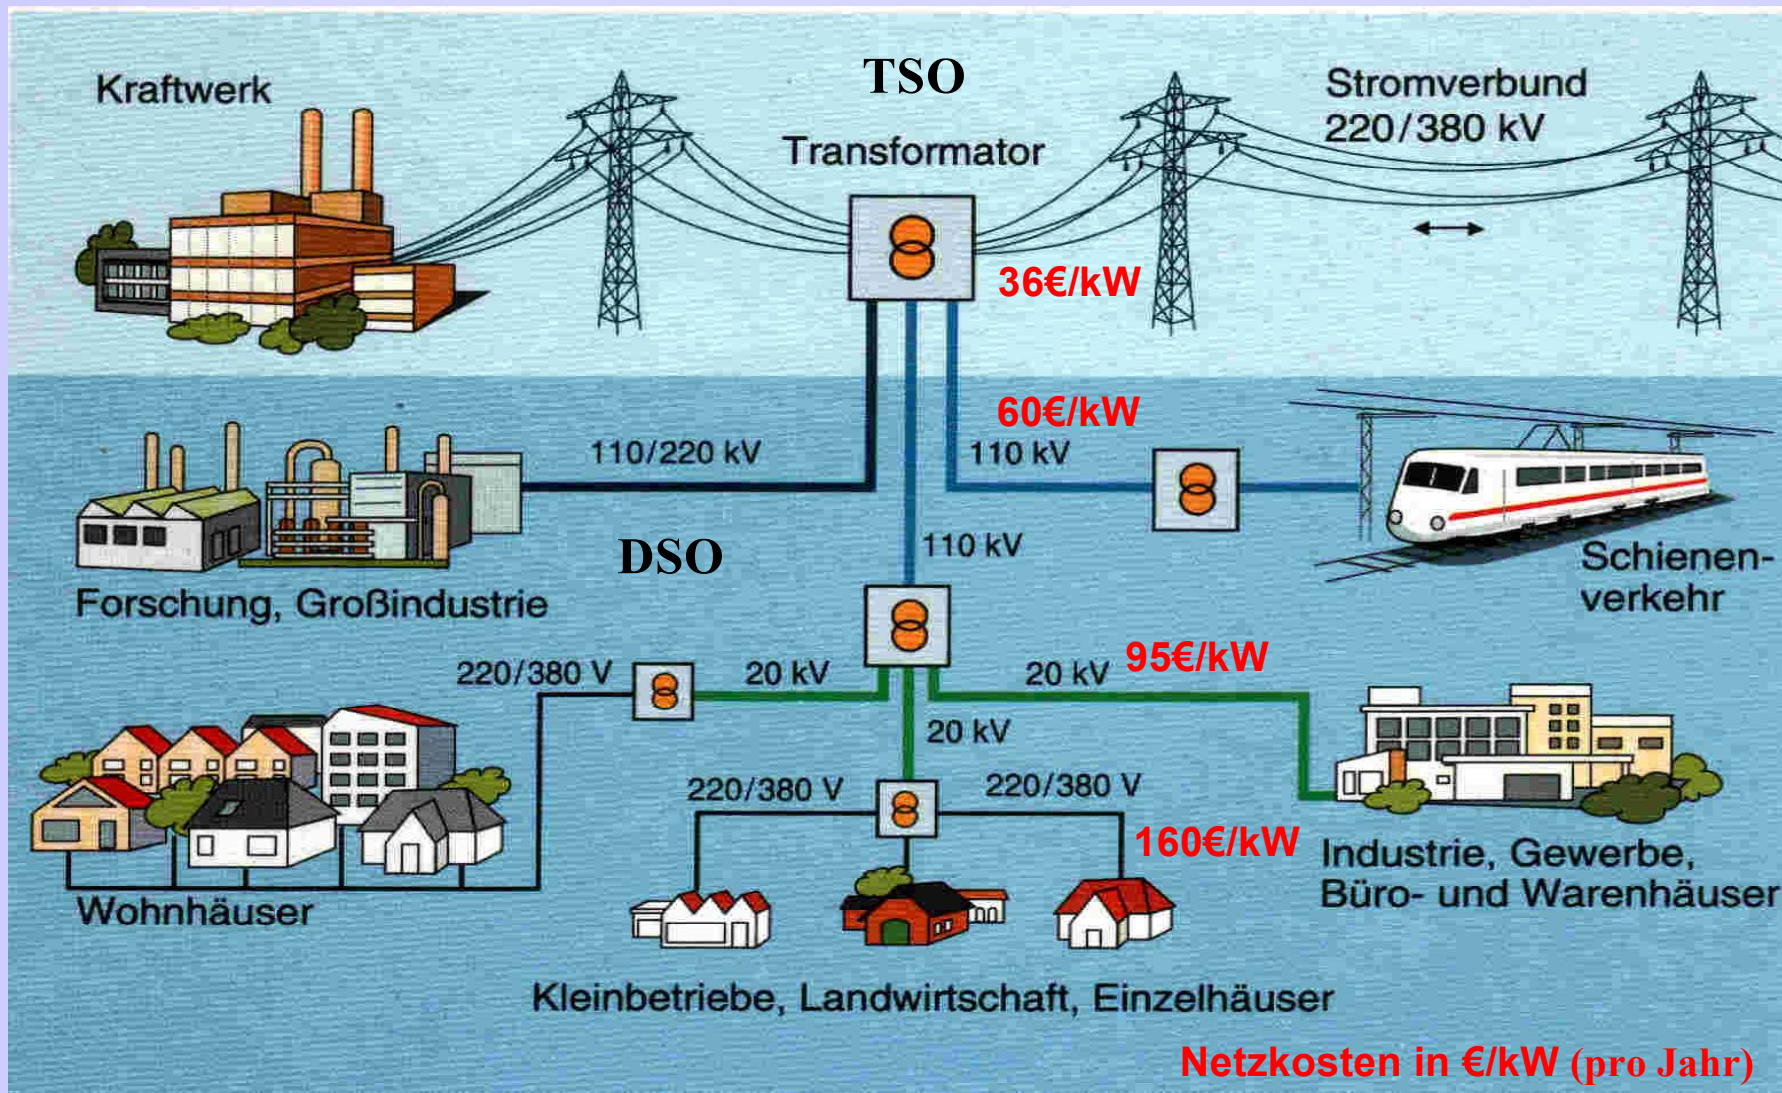 TSO
Kraftwerk
Stromverbund
220/380 kV
Transformator
36€/kW
60€/kW
110/220 kV
110 kV
110 kV
DSO
Schienen-
verkehr
Forschung, Großindustrie
95€/kW
220/380 V
20 kV
20 kV
20 kV
220/380 V
220/380 V
160€/kW
Industrie, Gewerbe,
Büro- und Warenhäuser
Wohnhäuser
Kleinbetriebe, Landwirtschaft, Einzelhäuser
Netzkosten in €/kW (pro Jahr)